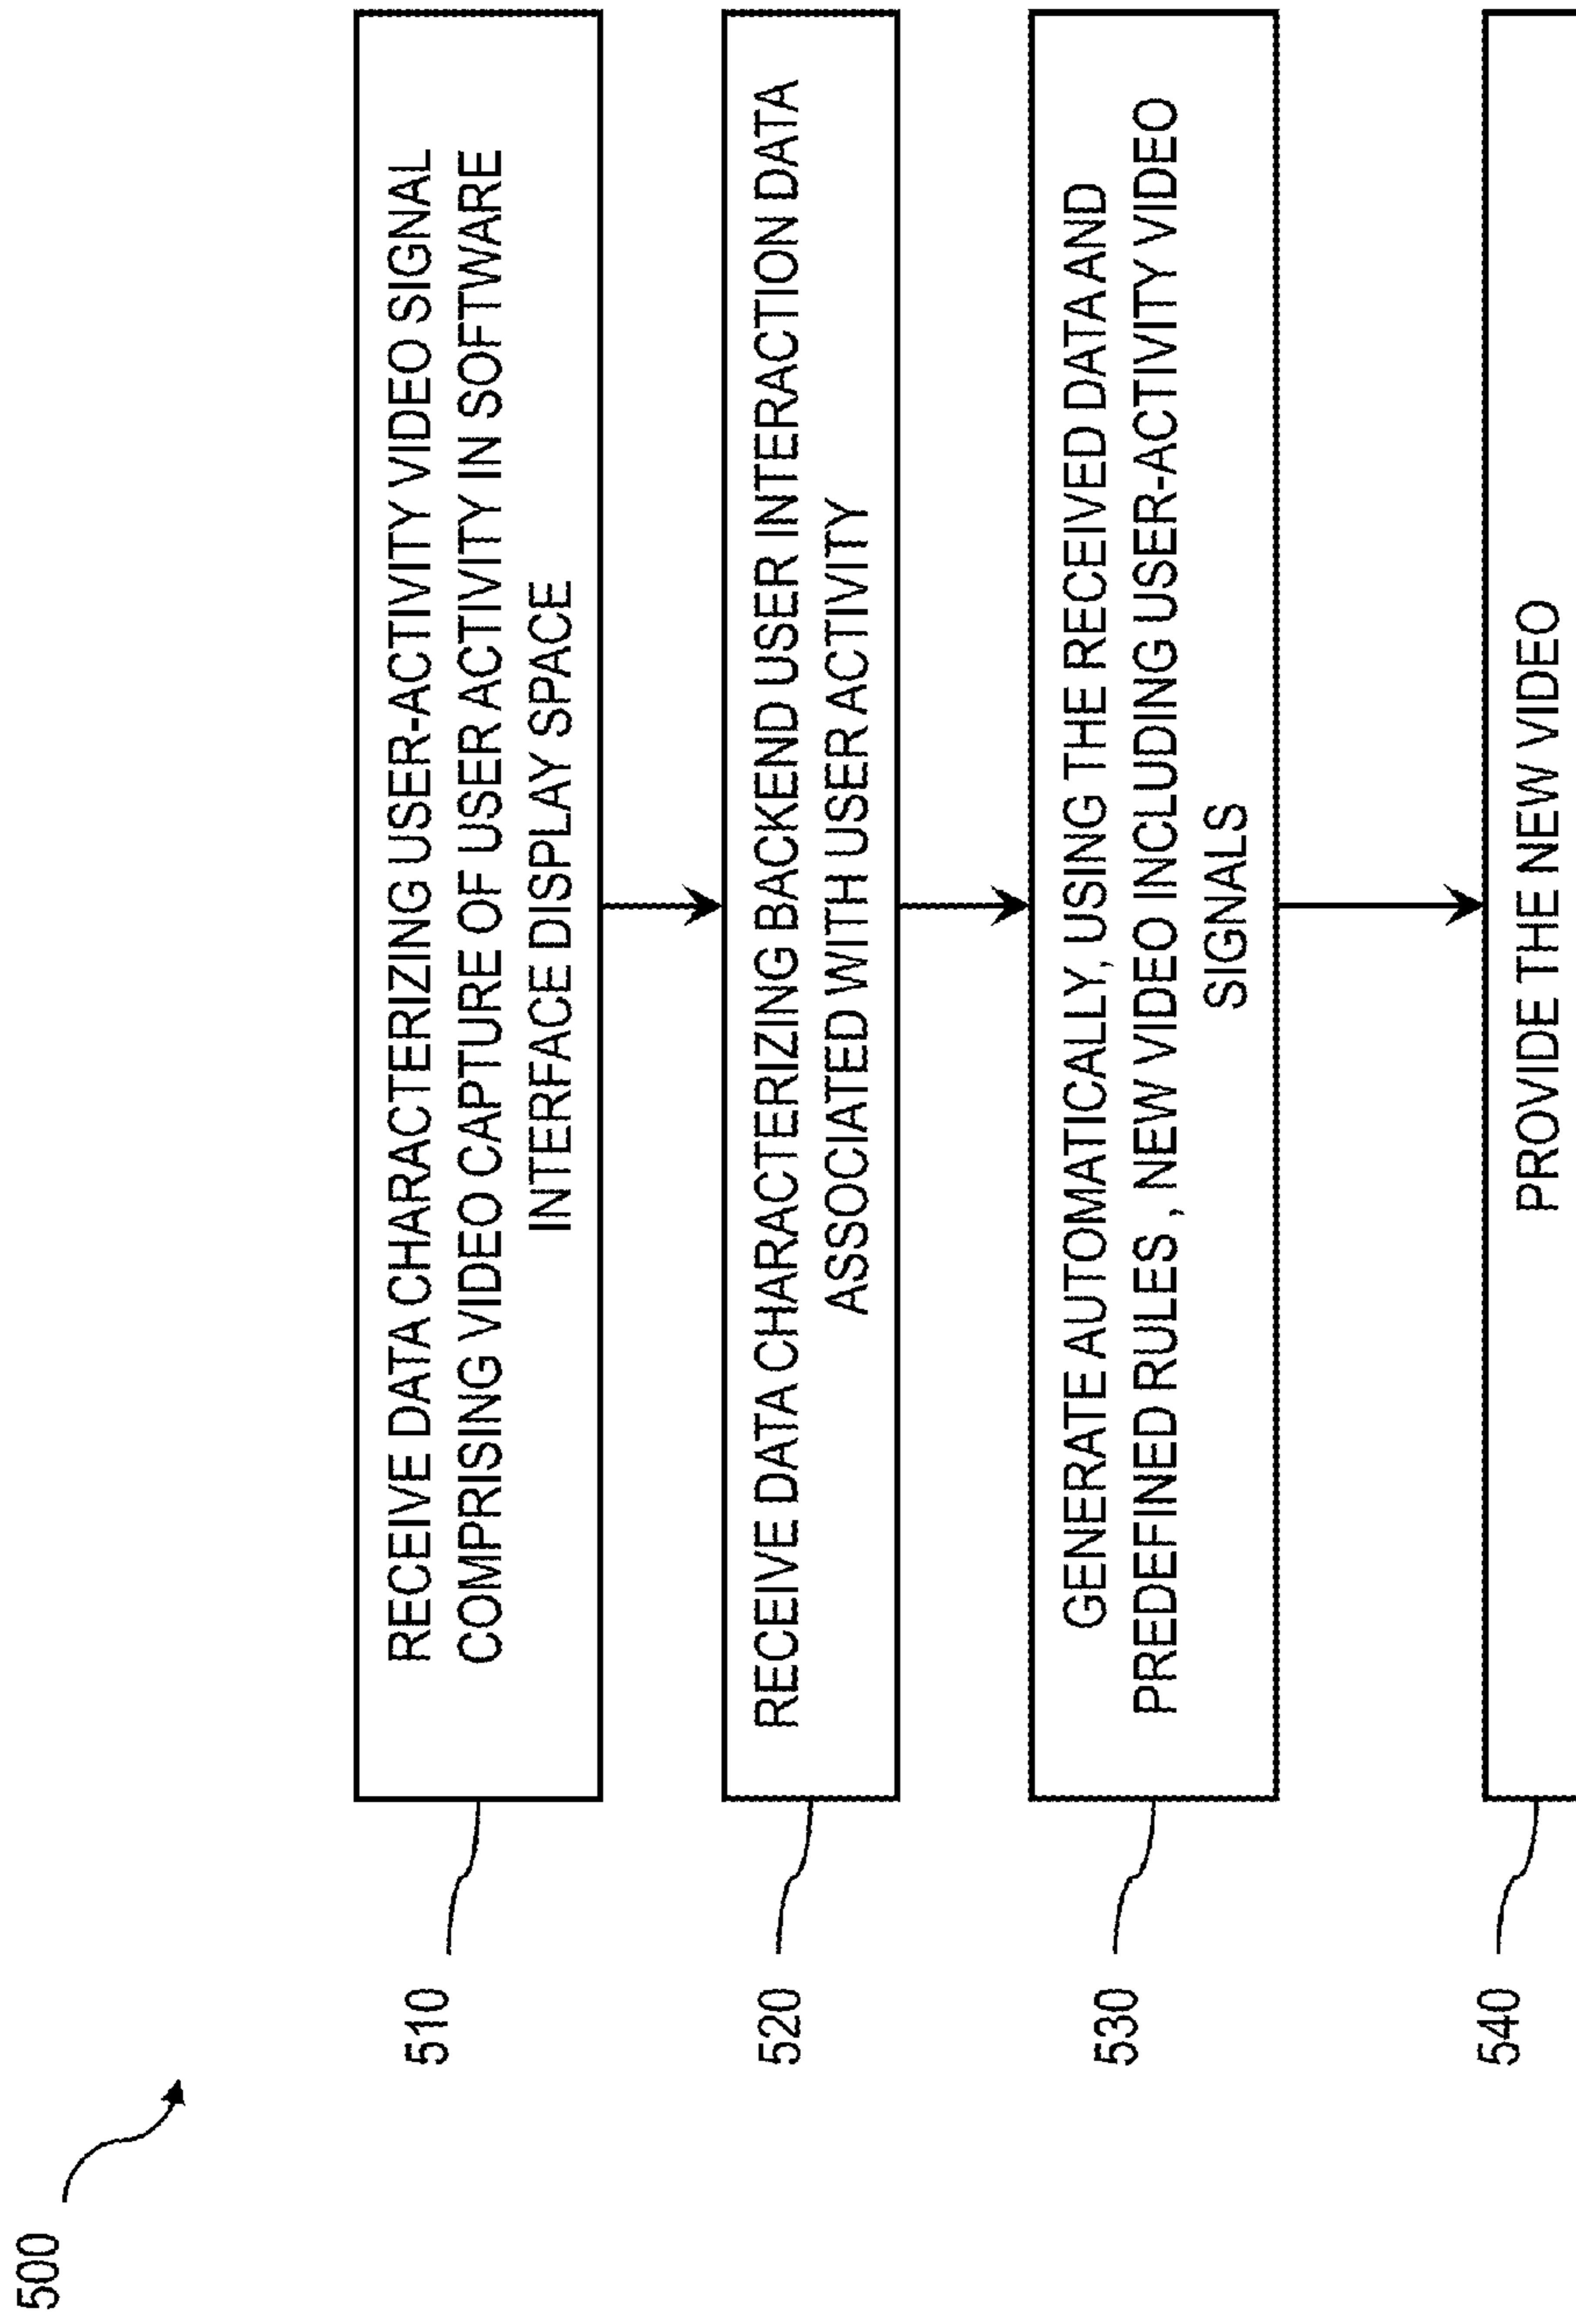 500
510
RECEIVE DATA CHARACTERIZING USER-ACTIVITY VIDEO SIGNAL
COMPRISING VIDEO CAPTURE OF USER ACTIVITY IN SOFTWARE
INTERFACE DISPLAY SPACE
520
RECEIVE DATA CHARACTERIZING BACKEND USER INTERACTION DATA
ASSOCIATED WITH USER ACTIVITY
530
GENERATE AUTOMATICALLY, USING THE RECEIVED DATA AND
PREDEFINED RULES , NEW VIDEO INCLUDING USER-ACTIVITY VIDEO
SIGNALS
540
PROVIDE THE NEW VIDEO